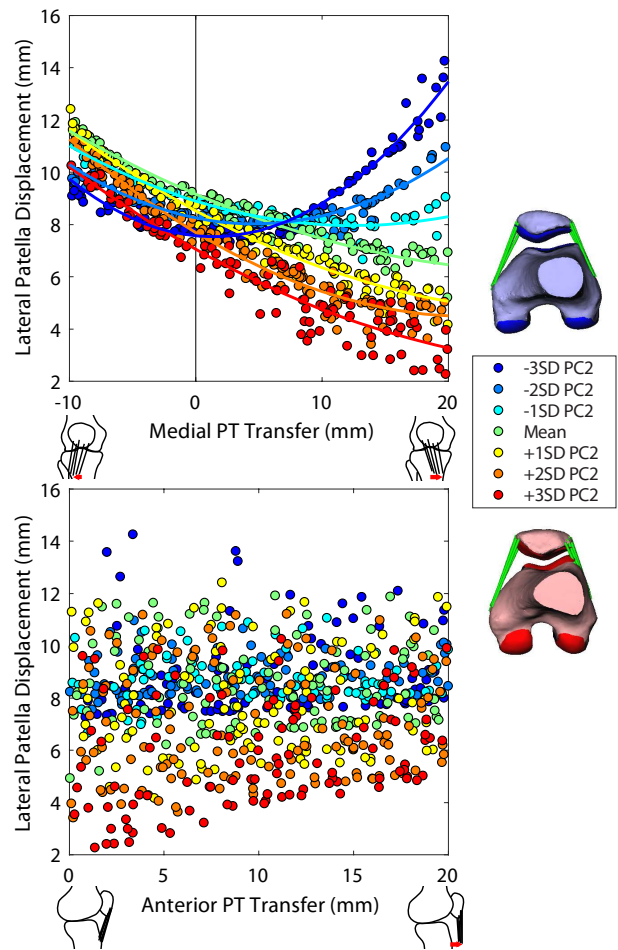 16
14
12
10
8
6
4
2
Lateral Patella Displacement (mm)
-10
0
10
20
Medial PT Transfer (mm)
-3SD PC2
-2SD PC2
-1SD PC2
Mean
+1SD PC2
+2SD PC2
+3SD PC2
16
14
12
10
8
6
4
2
Lateral Patella Displacement (mm)
0
5
10
15
20
Anterior PT Transfer (mm)